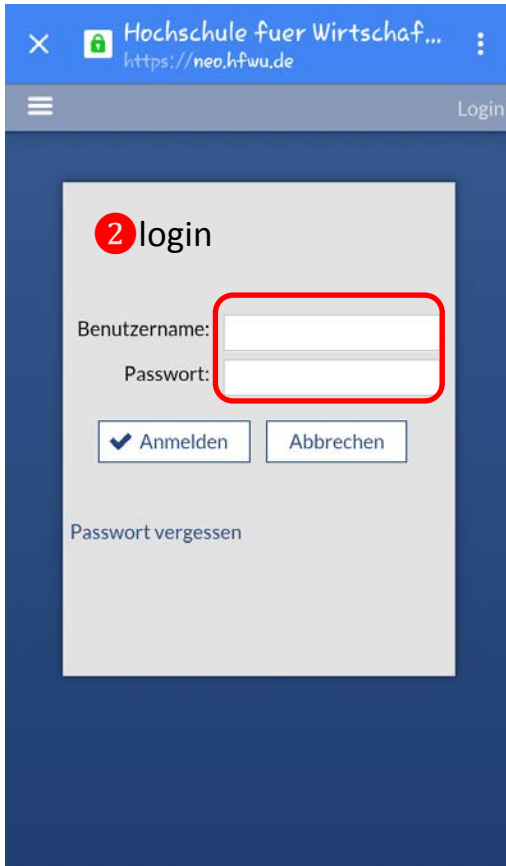 Hochschule fuer Wirtschaf...
https://neo.hfwu.de
Login
2 login
Benutzername:
Passwort:
Anmelden Abbrechen
Passwort vergessen